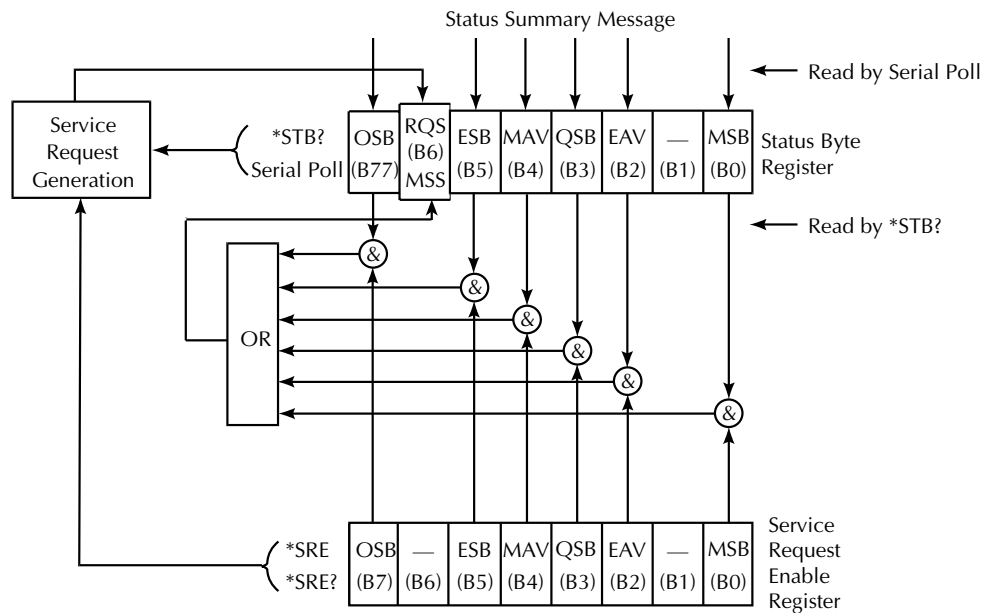 Status Summary Message
Read by Serial Poll
Service
Request
Generation
*STB?
Serial Poll
OSB
(B77)
RQS
(B6)
MSS
ESB
(B5)
MAV
(B4)
QSB
(B3)
EAV
(B2)
—
(B1)
MSB
(B0)
Status Byte
Register
Read by *STB?
&
&
&
&
&
&
OR
*SRE
*SRE?
OSB
(B7)
—
(B6)
ESB
(B5)
MAV
(B4)
QSB
(B3)
EAV
(B2)
—
(B1)
MSB
(B0)
Service
Request
Enable
Register